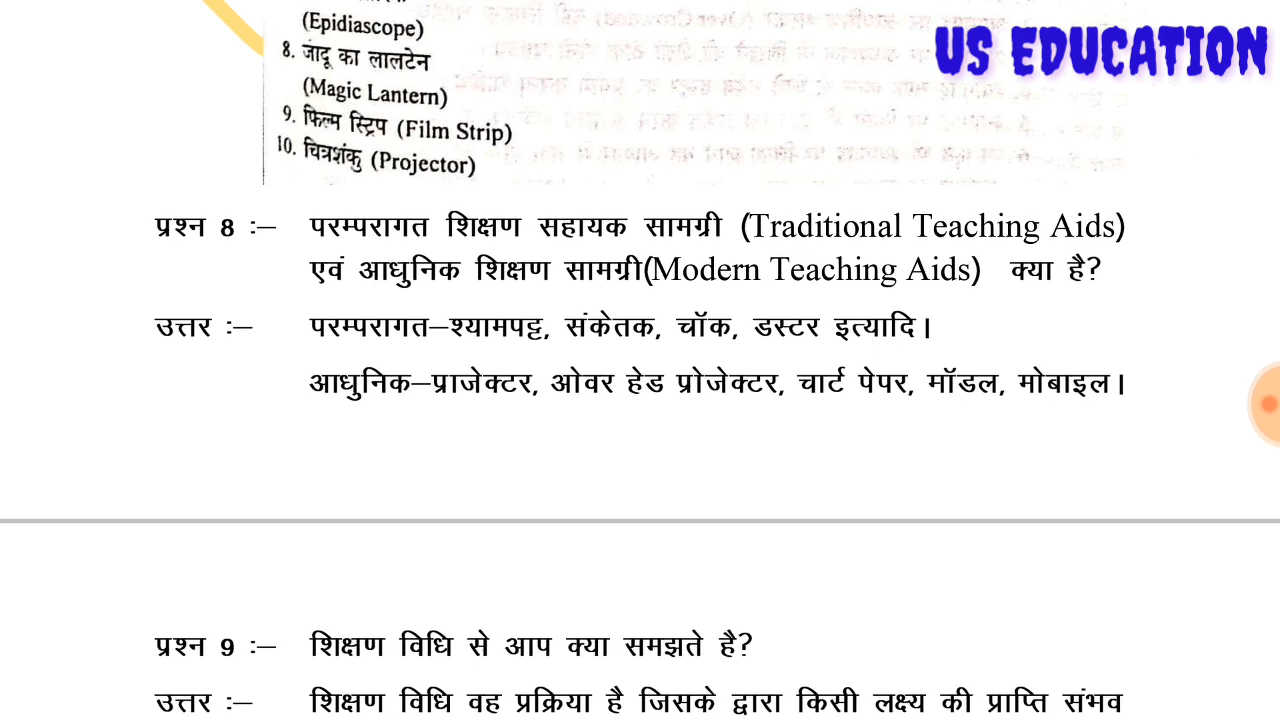 (Epidiascope)
US EDUCATION
8. जादू का लालटेन
(Magic Lantern)
9. फिल्म स्ट्रिप (Film Strip)
10. चित्रशंकु (Projector)
प्रश्न 8 :– परम्परागत शिक्षण सहायक सामग्री (Traditional Teaching Aids)
एवं आधुनिक शिक्षण सामग्री(Modern Teaching Aids) क्या है?
उत्तर :– परम्परागत–श्यामपट्ट, संकेतक, चॉक, डस्टर इत्यादि।
आधुनिक–प्राजेक्टर, ओवर हेड प्रोजेक्टर, चार्ट पेपर, मॉडल, मोबाइल।
प्रश्न 9 :– शिक्षण विधि से आप क्या समझते है?
उत्तर :– शिक्षण विधि वह प्रक्रिया है जिसके द्वारा किसी लक्ष्य की प्राप्ति संभव